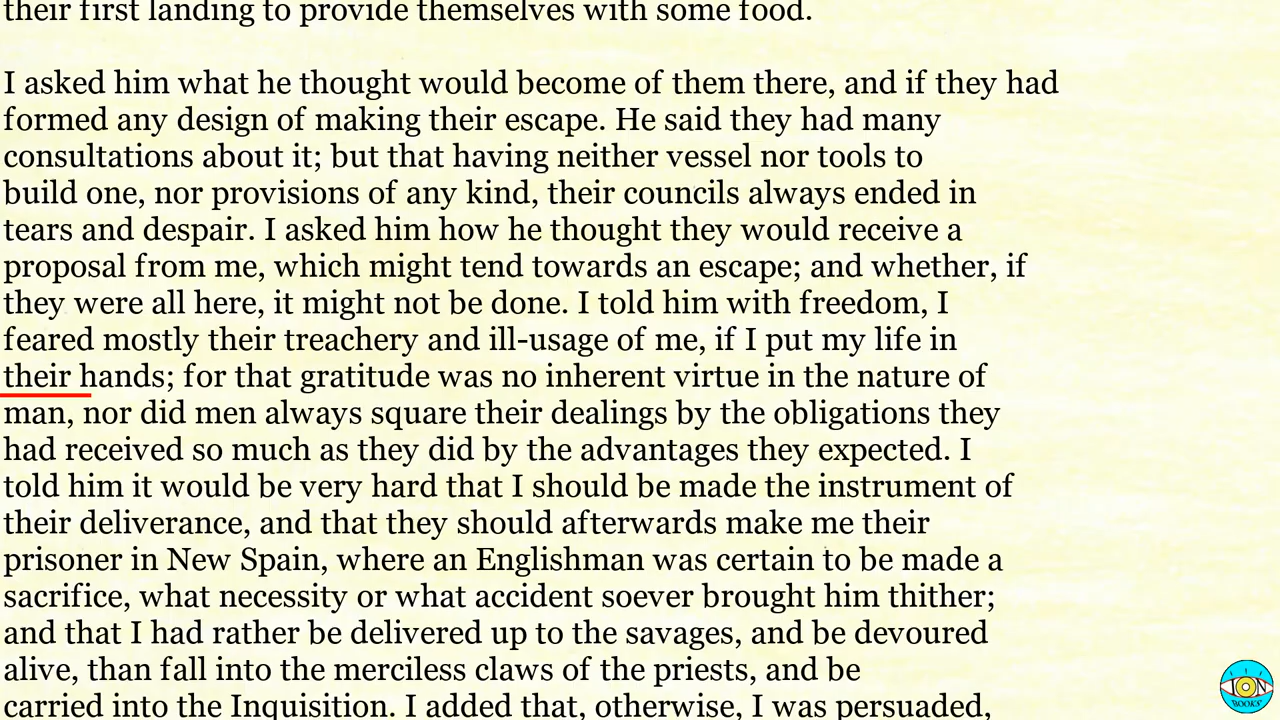 their first landing to provide themselves with some food.
I asked him what he thought would become of them there, and if they had
formed any design of making their escape. He said they had many
consultations about it; but that having neither vessel nor tools to
build one, nor provisions of any kind, their councils always ended in
tears and despair. I asked him how he thought they would receive a
proposal from me, which might tend towards an escape; and whether, if
they were all here, it might not be done. I told him with freedom, I
feared mostly their treachery and ill-usage of me, if I put my life in
their hands; for that gratitude was no inherent virtue in the nature of
man, nor did men always square their dealings by the obligations they
had received so much as they did by the advantages they expected. I
told him it would be very hard that I should be made the instrument of
their deliverance, and that they should afterwards make me their
prisoner in New Spain, where an Englishman was certain to be made a
sacrifice, what necessity or what accident soever brought him thither;
and that I had rather be delivered up to the savages, and be devoured
alive, than fall into the merciless claws of the priests, and be
carried into the Inquisition. I added that, otherwise, I was persuaded,
ION
BOOKS